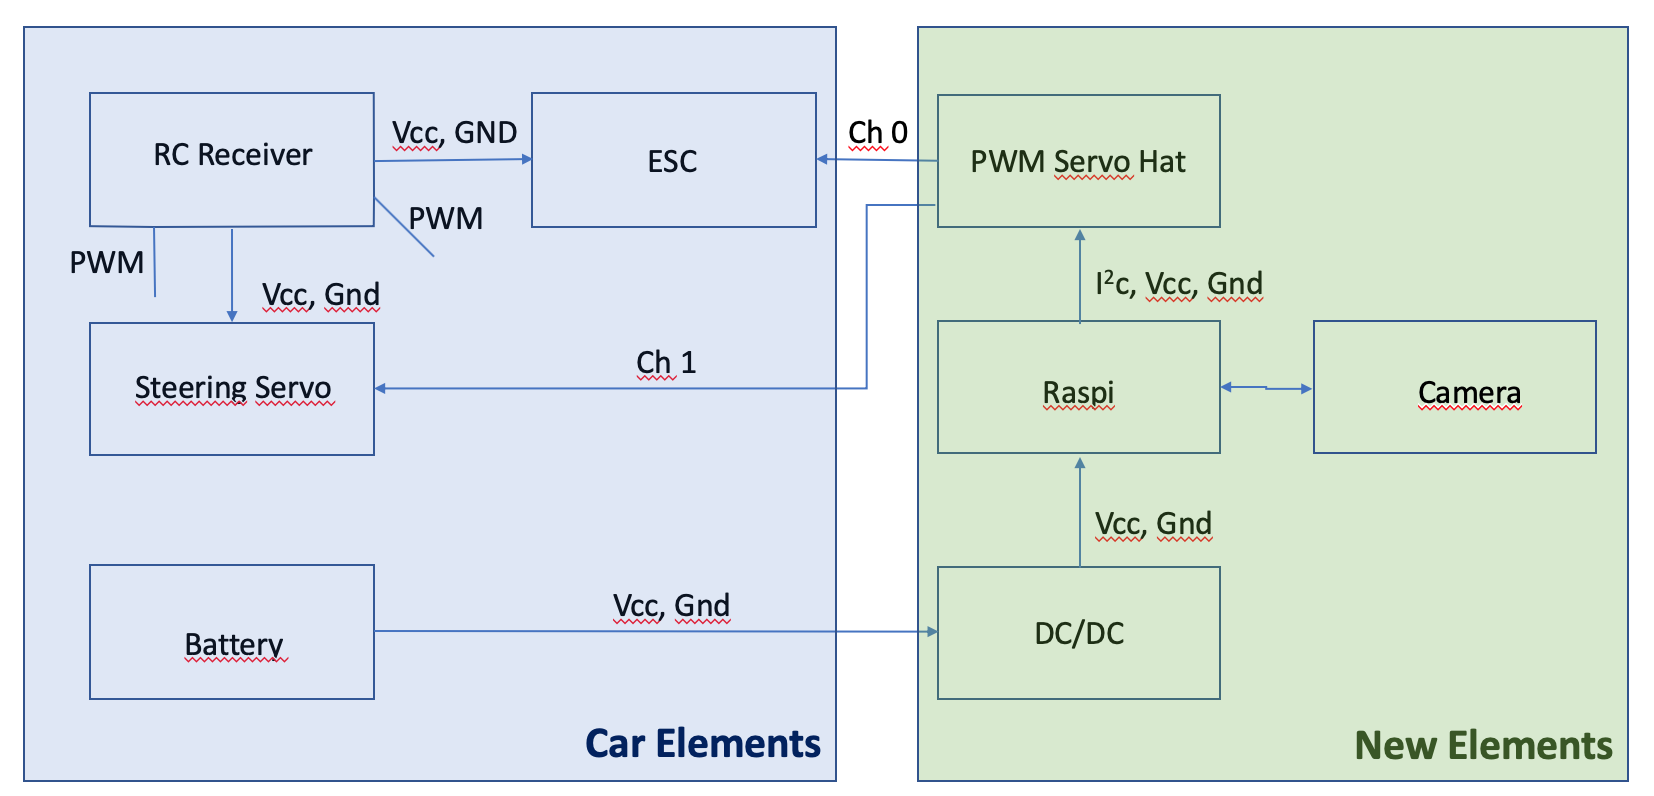 RC Receiver
Vcc, GND
ESC
Ch 0
PWM Servo Hat
PWM
PWM
Vcc, Gnd
I²c, Vcc, Gnd
Steering Servo
Ch 1
Raspi
Camera
Vcc, Gnd
Battery
Vcc, Gnd
DC/DC
Car Elements
New Elements